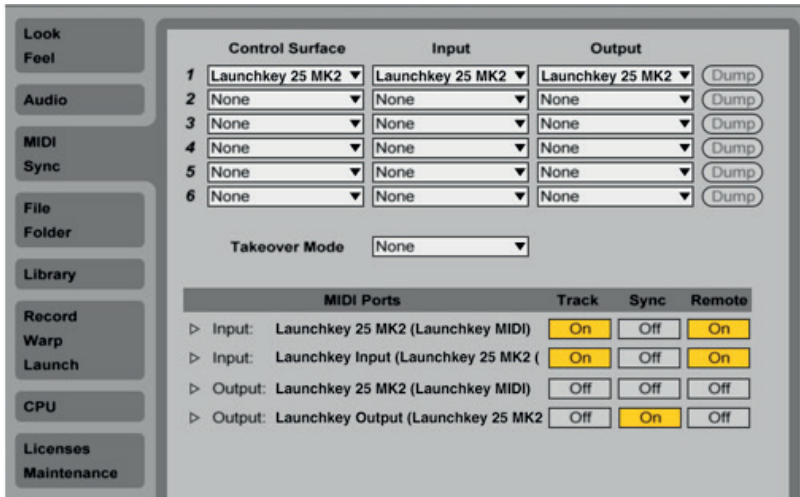 Look
Feel
Audio
MIDI
Sync
File
Folder
Library
Record
Warp
Launch
CPU
Licenses
Maintenance
Control Surface Input Output
1 Launchkey 25 MK2 Launchkey 25 MK2 Launchkey 25 MK2 Dump
2 None None None Dump
3 None None None Dump
4 None None None Dump
5 None None None Dump
6 None None None Dump
Takeover Mode None
MIDI Ports Track Sync Remote
Input: Launchkey 25 MK2 (Launchkey MIDI) On Off On
Input: Launchkey Input (Launchkey 25 MK2 ( On Off On
Output: Launchkey 25 MK2 (Launchkey MIDI) Off Off Off
Output: Launchkey Output (Launchkey 25 MK2 Off On Off